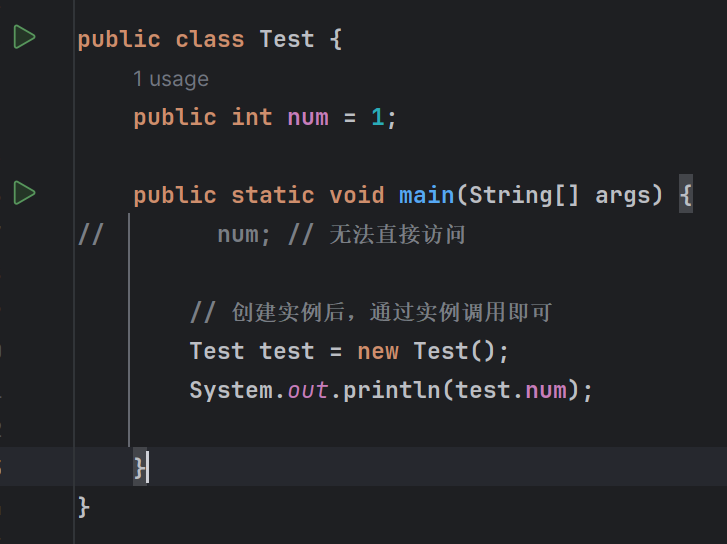 public class Test {
1 usage
public int num = 1;
public static void main(String[] args) {
// num; // 无法直接访问
// 创建实例后，通过实例调用即可
Test test = new Test();
System.out.println(test.num);
}
}